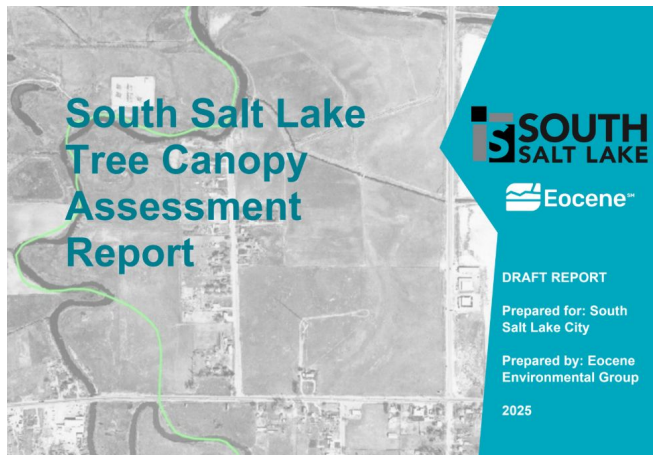 South Salt Lake
Tree Canopy
Assessment
Report
SOUTH
SALT LAKE
Eocene™
DRAFT REPORT
Prepared for: South
Salt Lake City
Prepared by: Eocene
Environmental Group
2025